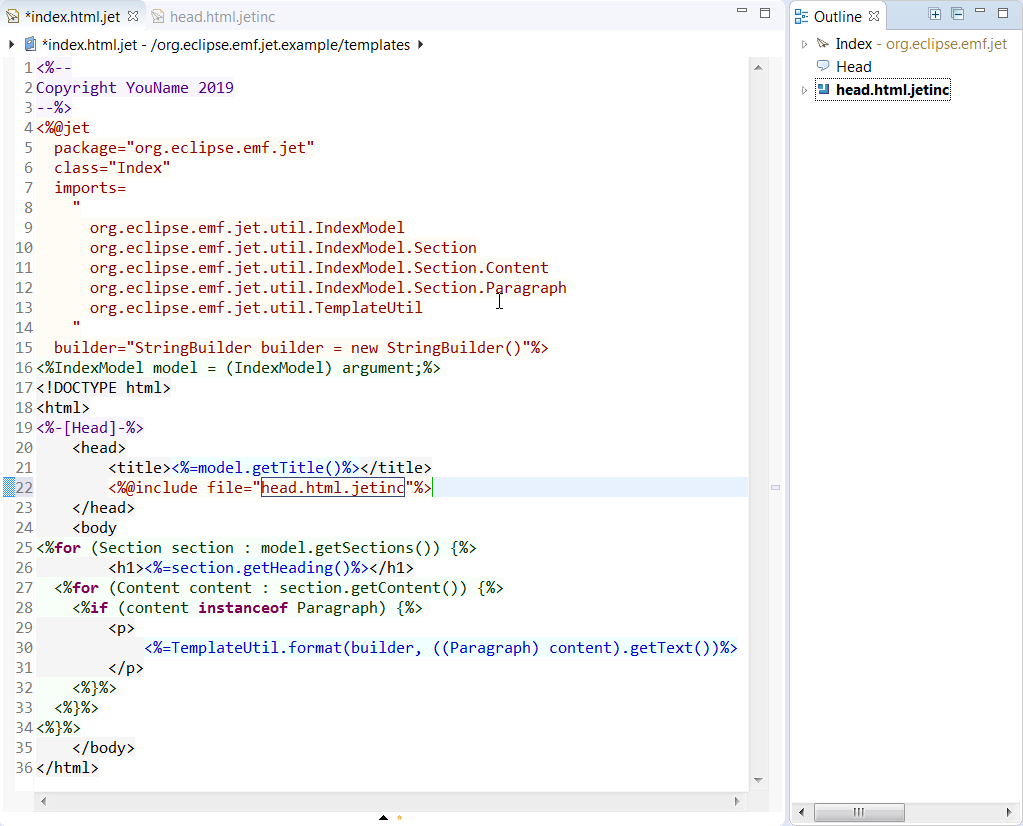 *index.html.jet head.html.jetinc
*index.html.jet - /org.eclipse.emf.jet.example/templates
1 <%--
2 Copyright YouName 2019
3 --%>
4 <%@jet
5   package="org.eclipse.emf.jet"
6   class="Index"
7   imports=
8     "
9       org.eclipse.emf.jet.util.IndexModel
10       org.eclipse.emf.jet.util.IndexModel.Section
11       org.eclipse.emf.jet.util.IndexModel.Section.Content
12       org.eclipse.emf.jet.util.IndexModel.Section.Paragraph
13       org.eclipse.emf.jet.util.TemplateUtil
14     "
15   builder="StringBuilder builder = new StringBuilder()"%>
16 <%IndexModel model = (IndexModel) argument;%>
17 <!DOCTYPE html>
18 <html>
19 <%-[Head]-%>
20     <head>
21         <title><%=model.getTitle()%></title>
22         <%@include file="head.html.jetinc"%>
23     </head>
24     <body
25 <%for (Section section : model.getSections()) {%>
26         <h1><%=section.getHeading()%></h1>
27   <%for (Content content : section.getContent()) {%>
28     <%if (content instanceof Paragraph) {%>
29         <p>
30             <%=TemplateUtil.format(builder, ((Paragraph) content).getText())%>
31         </p>
32     <%}%>
33   <%}%>
34 <%}%>
35     </body>
36 </html>
Outline
Index - org.eclipse.emf.jet
Head
head.html.jetinc